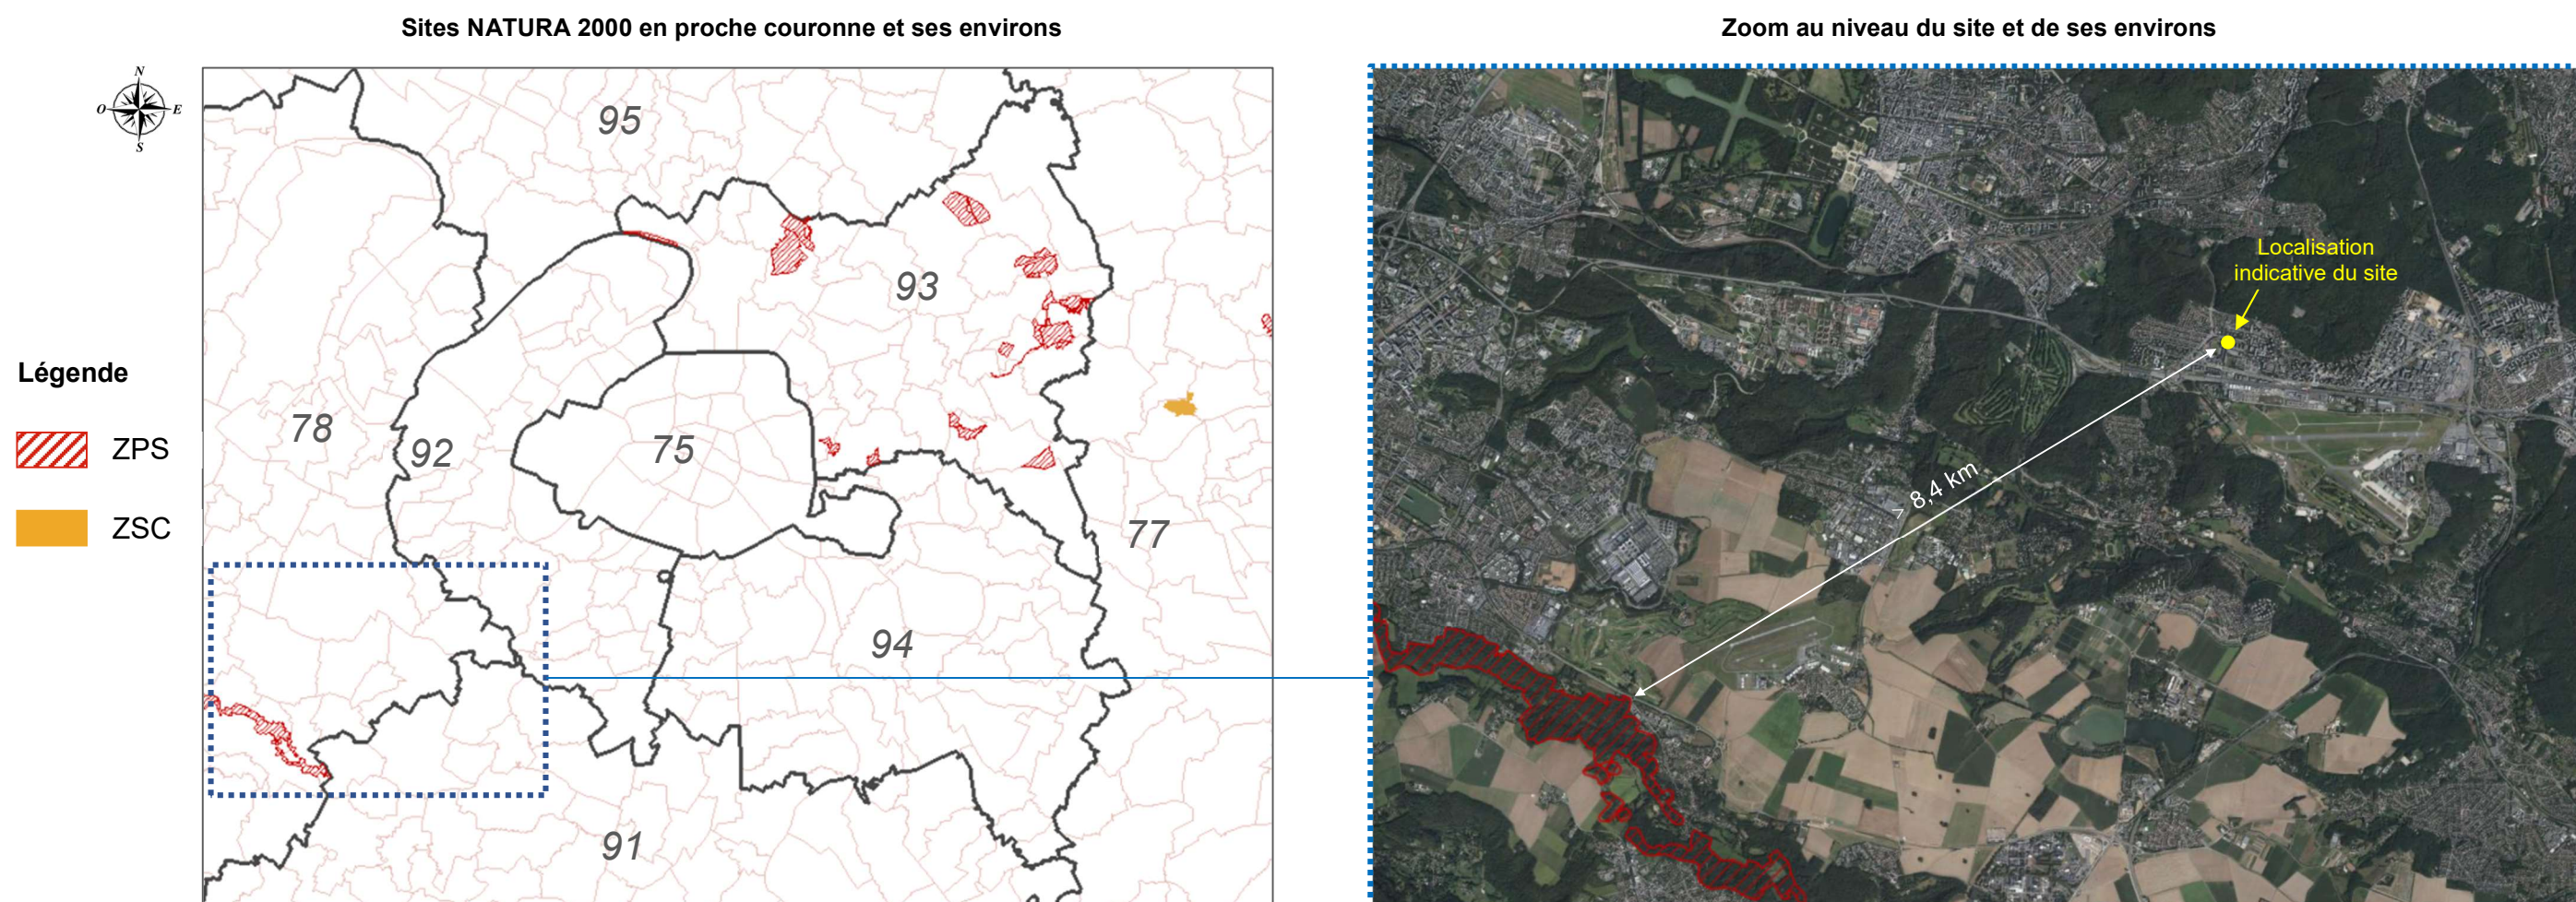 Sites NATURA 2000 en proche couronne et ses environs
Zoom au niveau du site et de ses environs
N
O
E
S
Légende
ZPS
ZSC
95
93
78
92
75
77
94
91
Localisation
indicative du site
8,4 km